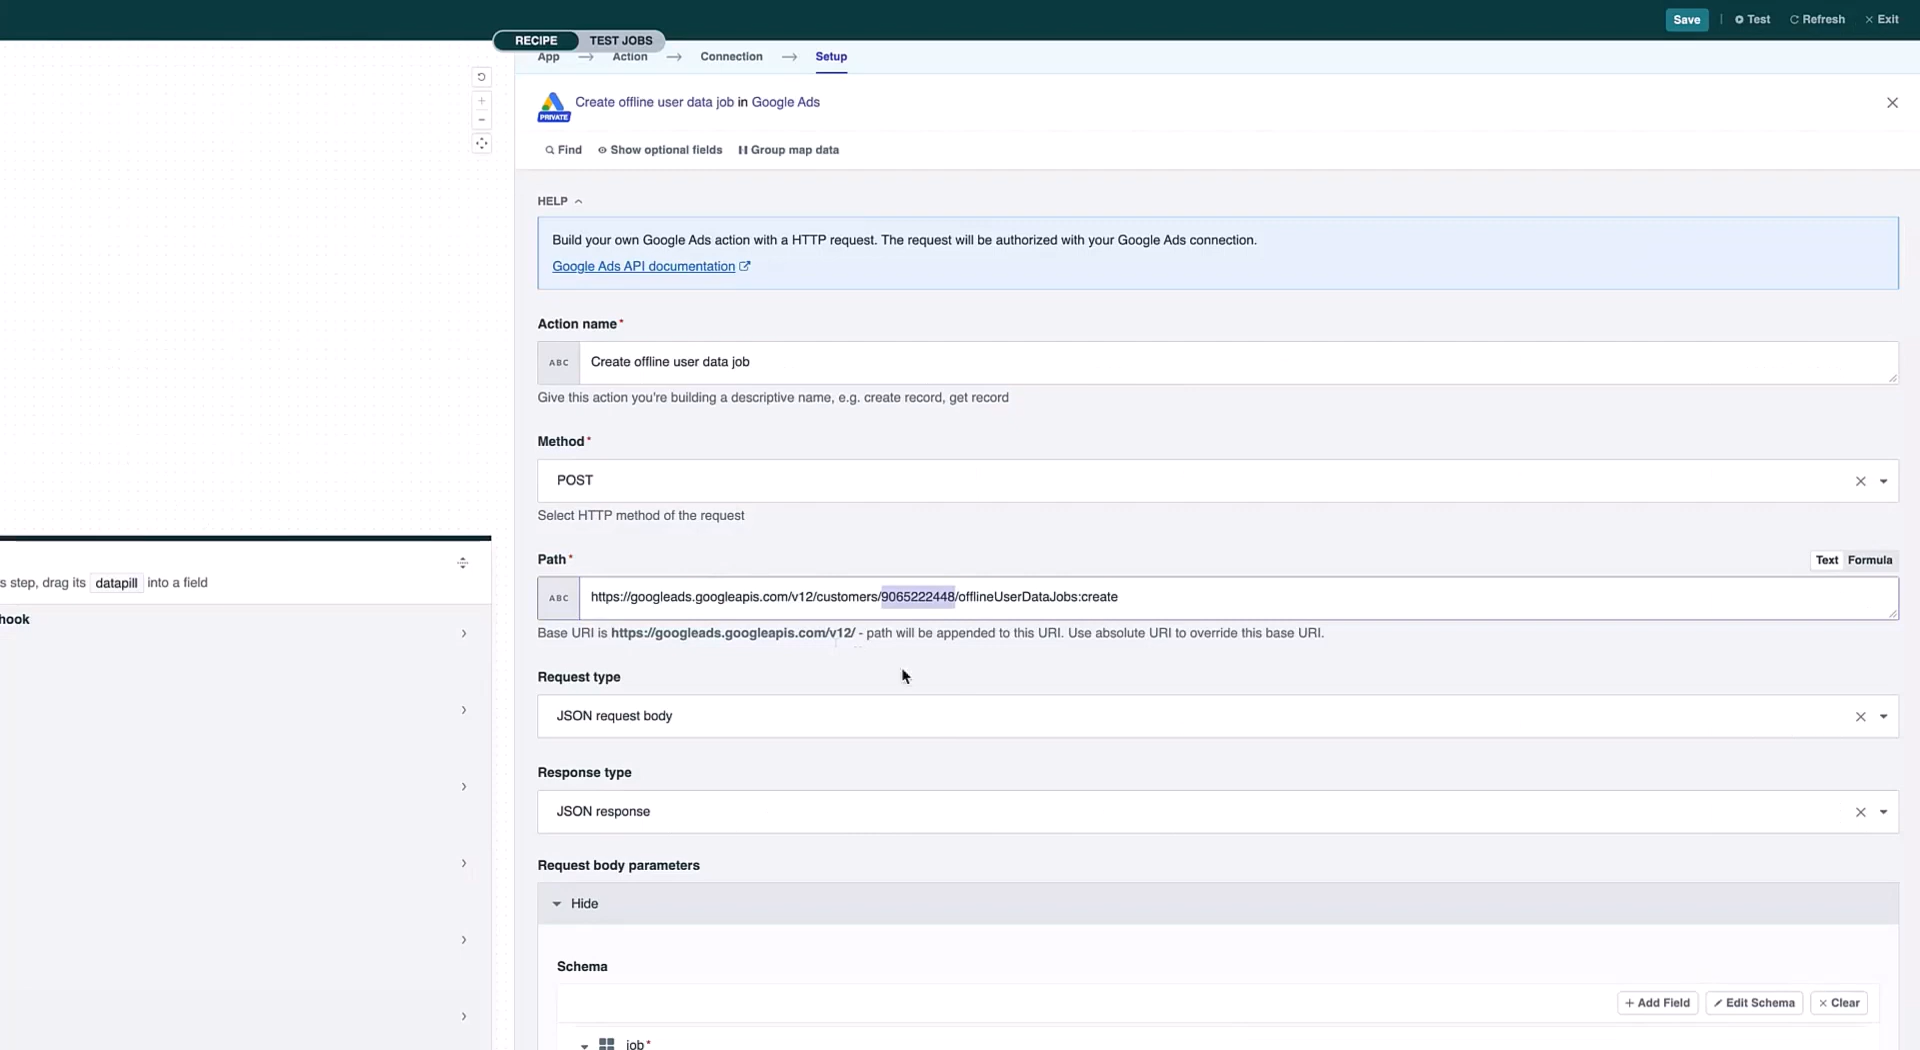 Save
Test
Refresh
Exit
RECIPE
TEST JOBS
App
Action
Connection
Setup
PRIVATE
Create offline user data job in Google Ads
Find
Show optional fields
Group map data
HELP
Build your own Google Ads action with a HTTP request. The request will be authorized with your Google Ads connection.
Google Ads API documentation
Action name*
ABC
Create offline user data job
Give this action you're building a descriptive name, e.g. create record, get record
Method*
POST
Select HTTP method of the request
Path*
Text
Formula
ABC
https://googleads.googleapis.com/v12/customers/9065222448/offlineUserDataJobs:create
Base URI is https://googleads.googleapis.com/v12/ - path will be appended to this URI. Use absolute URI to override this base URI.
s step, drag its datapill into a field
hook
Request type
JSON request body
Response type
JSON response
Request body parameters
Hide
Schema
+ Add Field
Edit Schema
Clear
job*